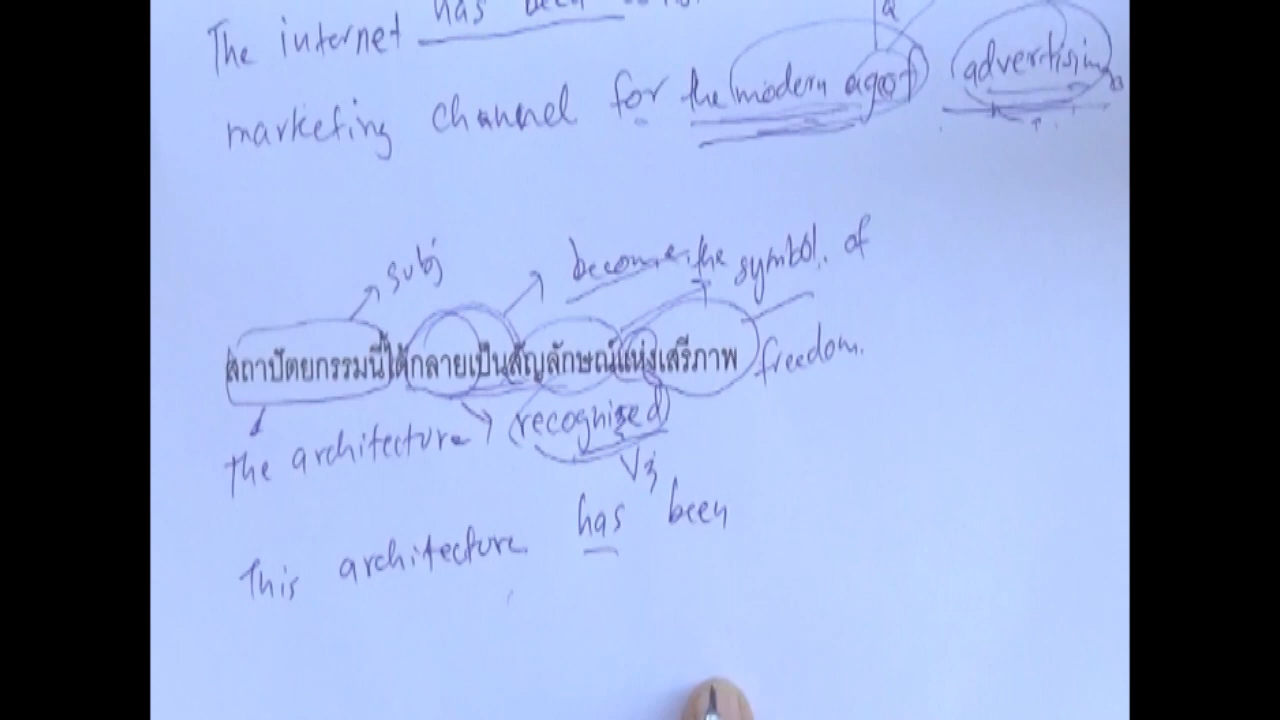 The internet has been
marketing channel for the modern age of advertising
a
subj
become the symbol of
สถาปัตยกรรมนี้ได้กลายเป็นสัญลักษณ์แห่งเสรีภาพ freedom.
the architecture (recognized)
V3
This architecture has been